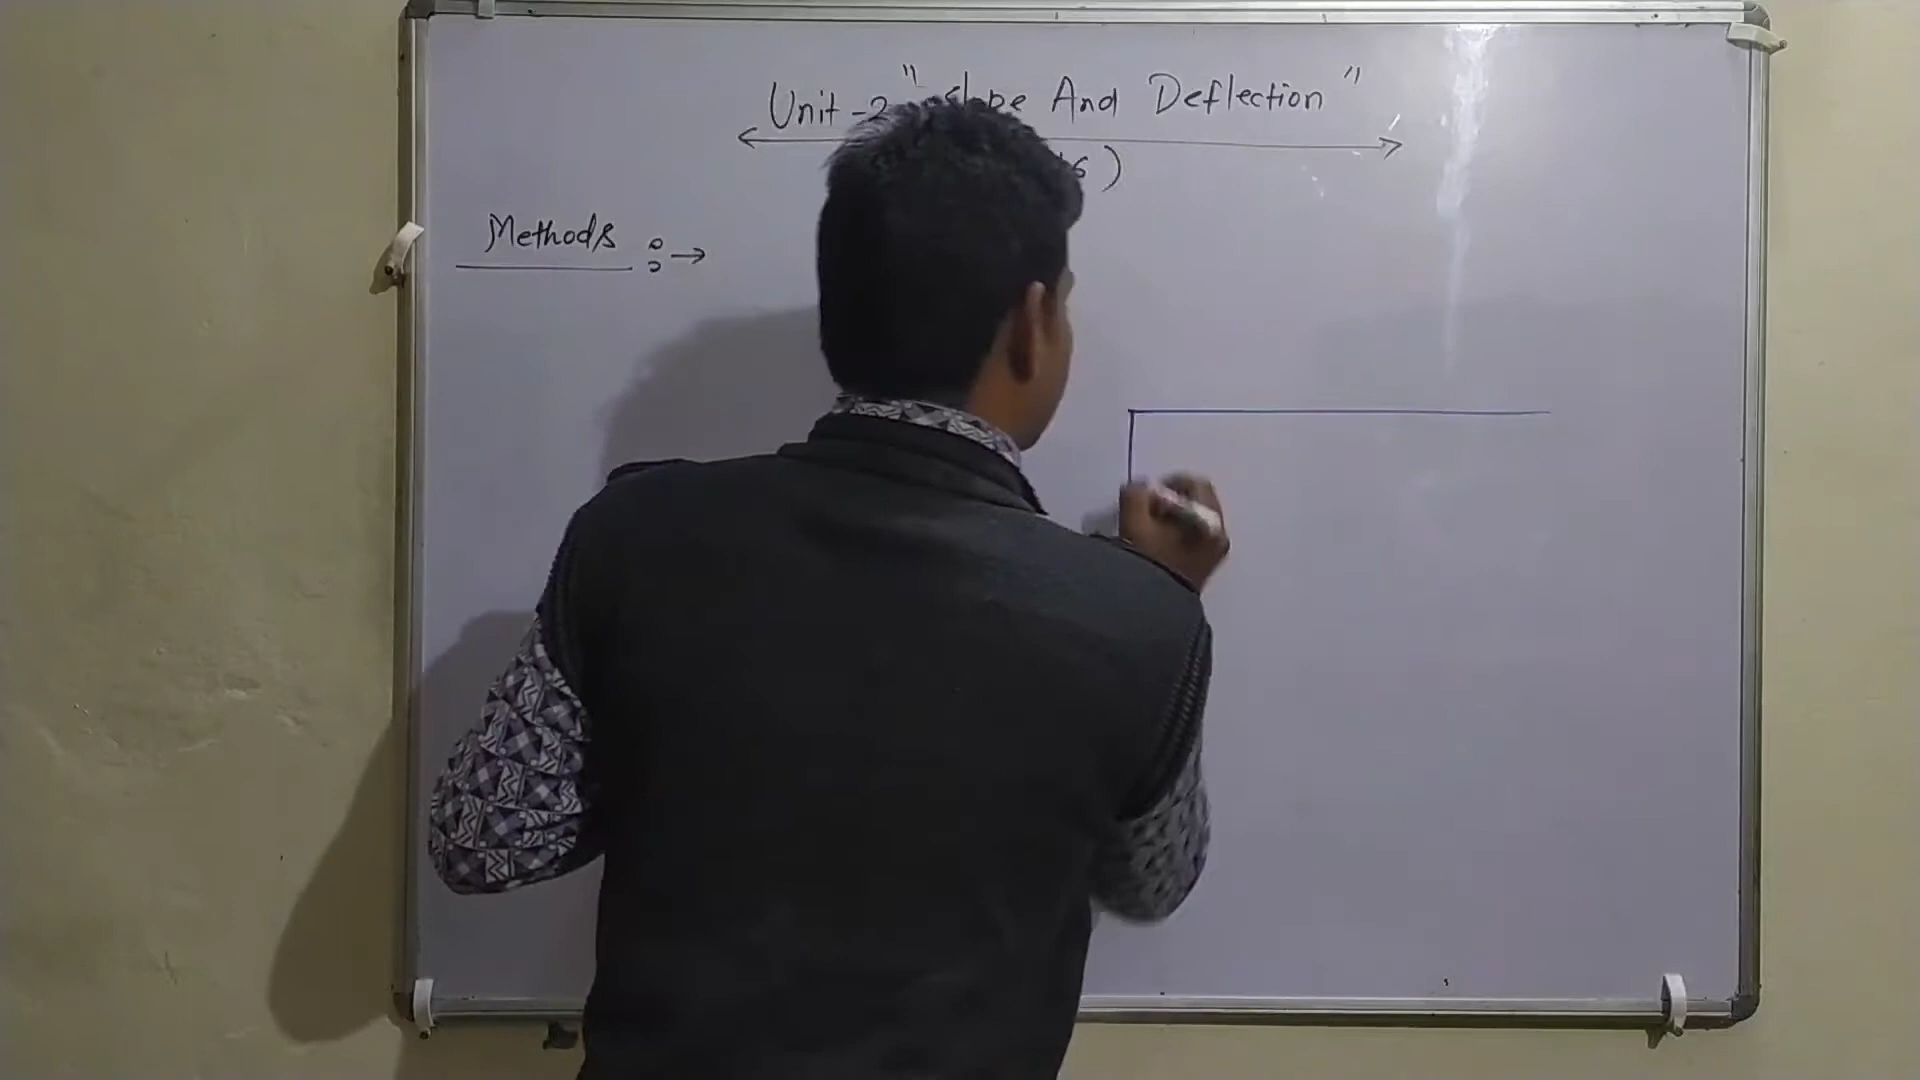 Unit-2 "Slope And Deflection"
)
Methods :→